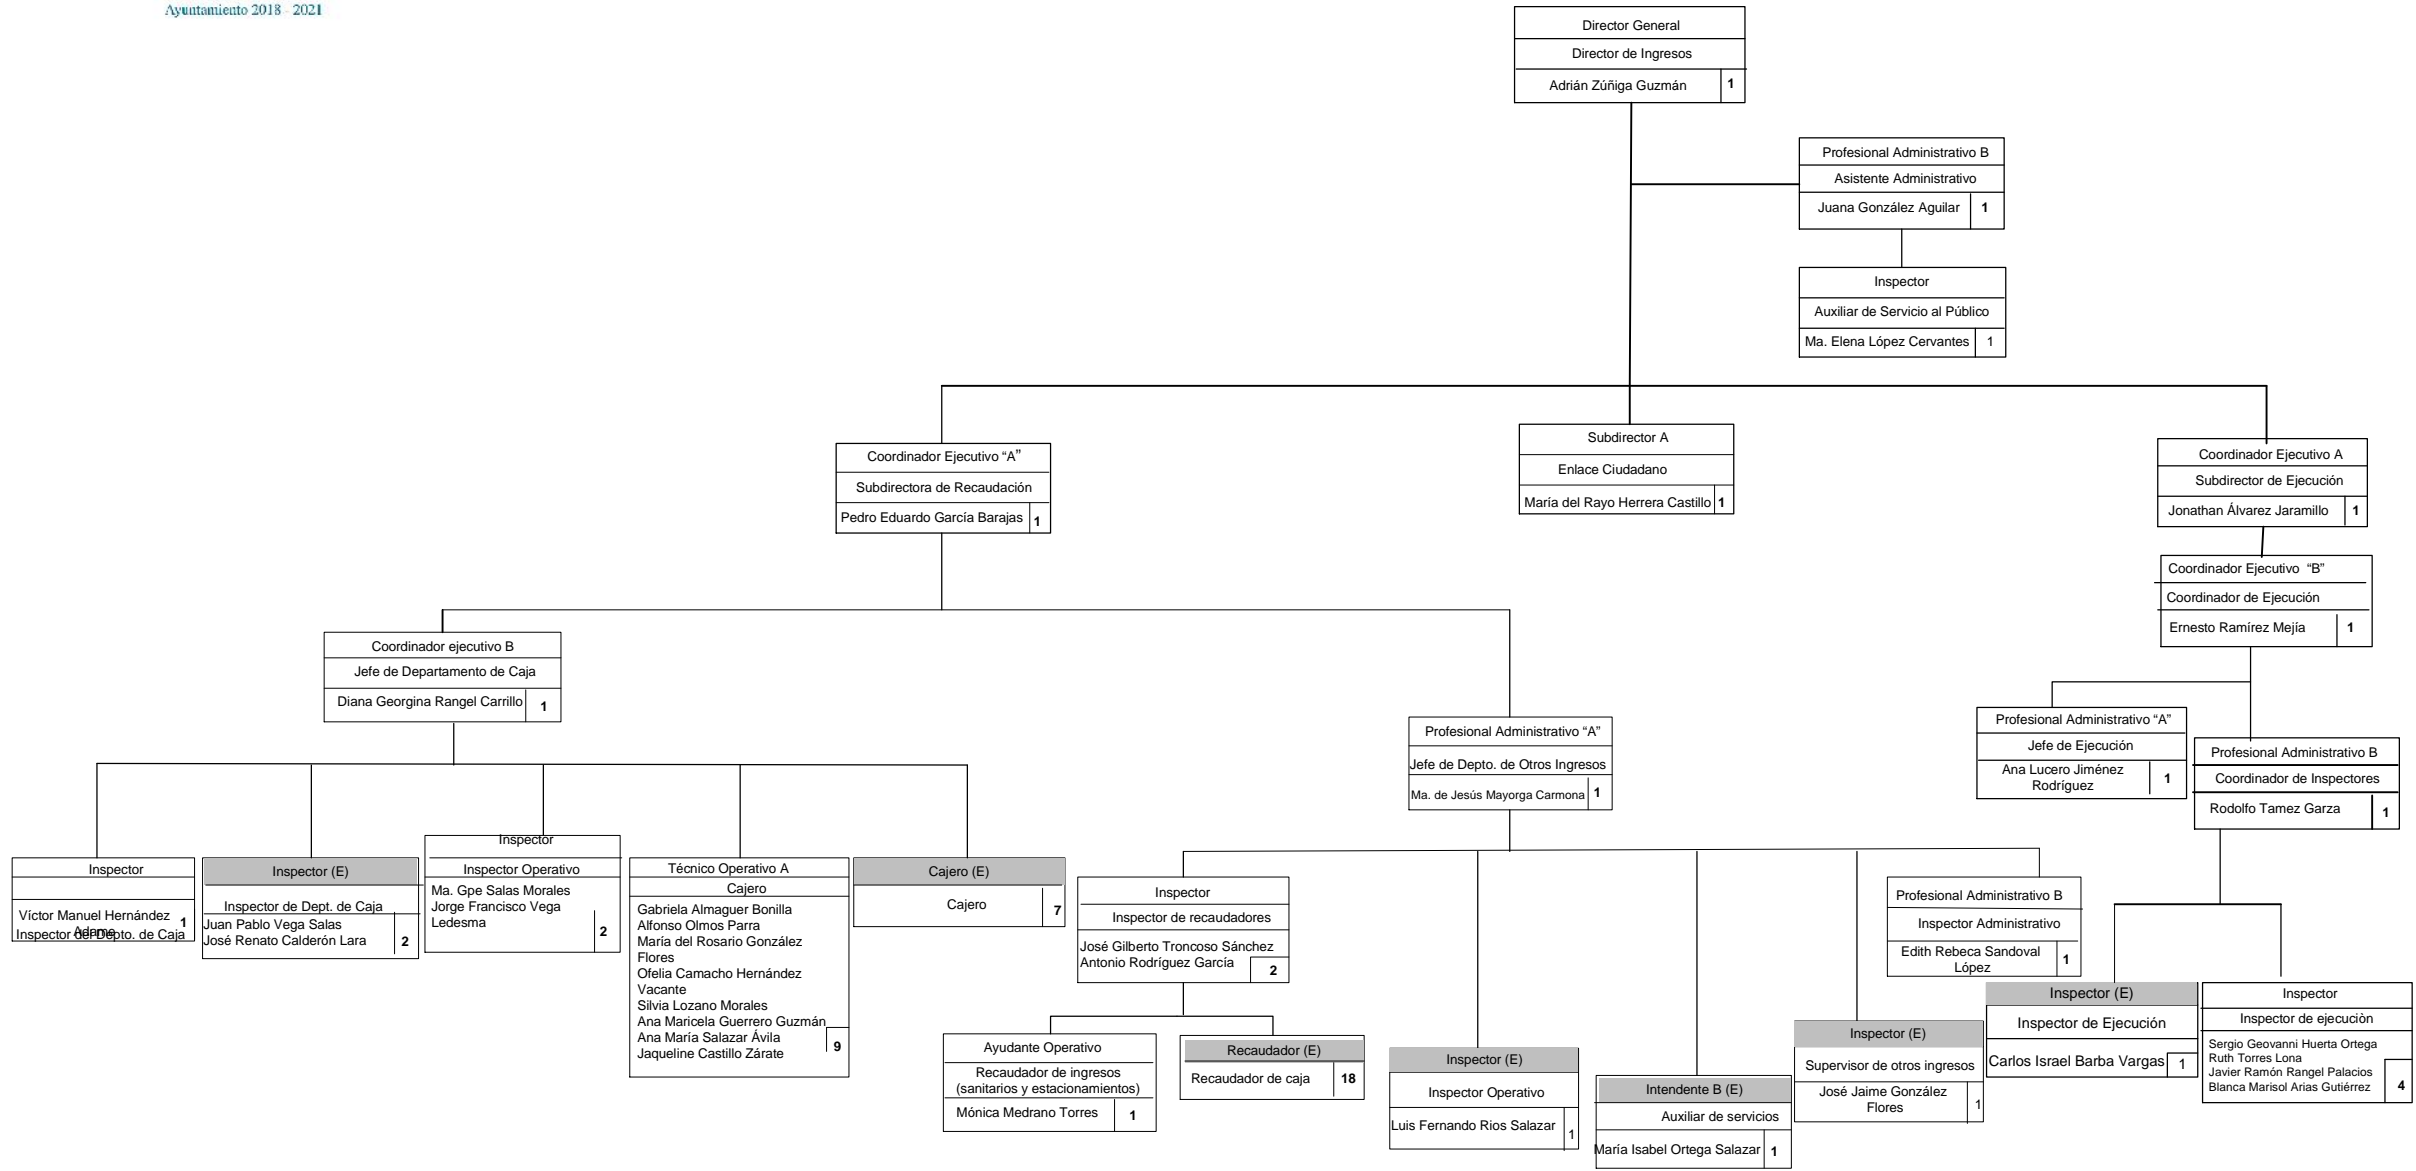 Ayuntamiento 2018 - 2021
Director General
Director de Ingresos
Adrián Zúñiga Guzmán 1
Profesional Administrativo B
Asistente Administrativo
Juana González Aguilar 1
Inspector
Auxiliar de Servicio al Público
Ma. Elena López Cervantes 1
Coordinador Ejecutivo “A”
Subdirectora de Recaudación
Pedro Eduardo García Barajas 1
Subdirector A
Enlace Ciudadano
María del Rayo Herrera Castillo 1
Coordinador Ejecutivo A
Subdirector de Ejecución
Jonathan Álvarez Jaramillo 1
Coordinador Ejecutivo “B”
Coordinador de Ejecución
Ernesto Ramírez Mejía 1
Coordinador ejecutivo B
Jefe de Departamento de Caja
Diana Georgina Rangel Carrillo 1
Profesional Administrativo “A”
Jefe de Depto. de Otros Ingresos
Ma. de Jesús Mayorga Carmona 1
Profesional Administrativo “A”
Jefe de Ejecución
Ana Lucero Jiménez
Rodríguez 1
Profesional Administrativo B
Coordinador de Inspectores
Rodolfo Tamez Garza 1
Inspector
Víctor Manuel Hernández
Adame 1
Inspector del Depto. de Caja
Inspector (E)
Inspector de Dept. de Caja
Juan Pablo Vega Salas
José Renato Calderón Lara 2
Inspector
Inspector Operativo
Ma. Gpe Salas Morales
Jorge Francisco Vega
Ledesma 2
Técnico Operativo A
Cajero
Gabriela Almaguer Bonilla
Alfonso Olmos Parra
María del Rosario González
Flores
Ofelia Camacho Hernández
Vacante
Silvia Lozano Morales
Ana Maricela Guerrero Guzmán
Ana María Salazar Ávila
Jaqueline Castillo Zárate 9
Cajero (E)
Cajero 7
Inspector
Inspector de recaudadores
José Gilberto Troncoso Sánchez
Antonio Rodríguez García 2
Ayudante Operativo
Recaudador de ingresos
(sanitarios y estacionamientos)
Mónica Medrano Torres 1
Recaudador (E)
Recaudador de caja 18
Inspector (E)
Inspector Operativo
Luis Fernando Rios Salazar 1
Intendente B (E)
Auxiliar de servicios
María Isabel Ortega Salazar 1
Inspector (E)
Supervisor de otros ingresos
José Jaime González
Flores 1
Profesional Administrativo B
Inspector Administrativo
Edith Rebeca Sandoval
López 1
Inspector (E)
Inspector de Ejecución
Carlos Israel Barba Vargas 1
Inspector
Inspector de ejecuciòn
Sergio Geovanni Huerta Ortega
Ruth Torres Lona
Javier Ramón Rangel Palacios
Blanca Marisol Arias Gutiérrez 4